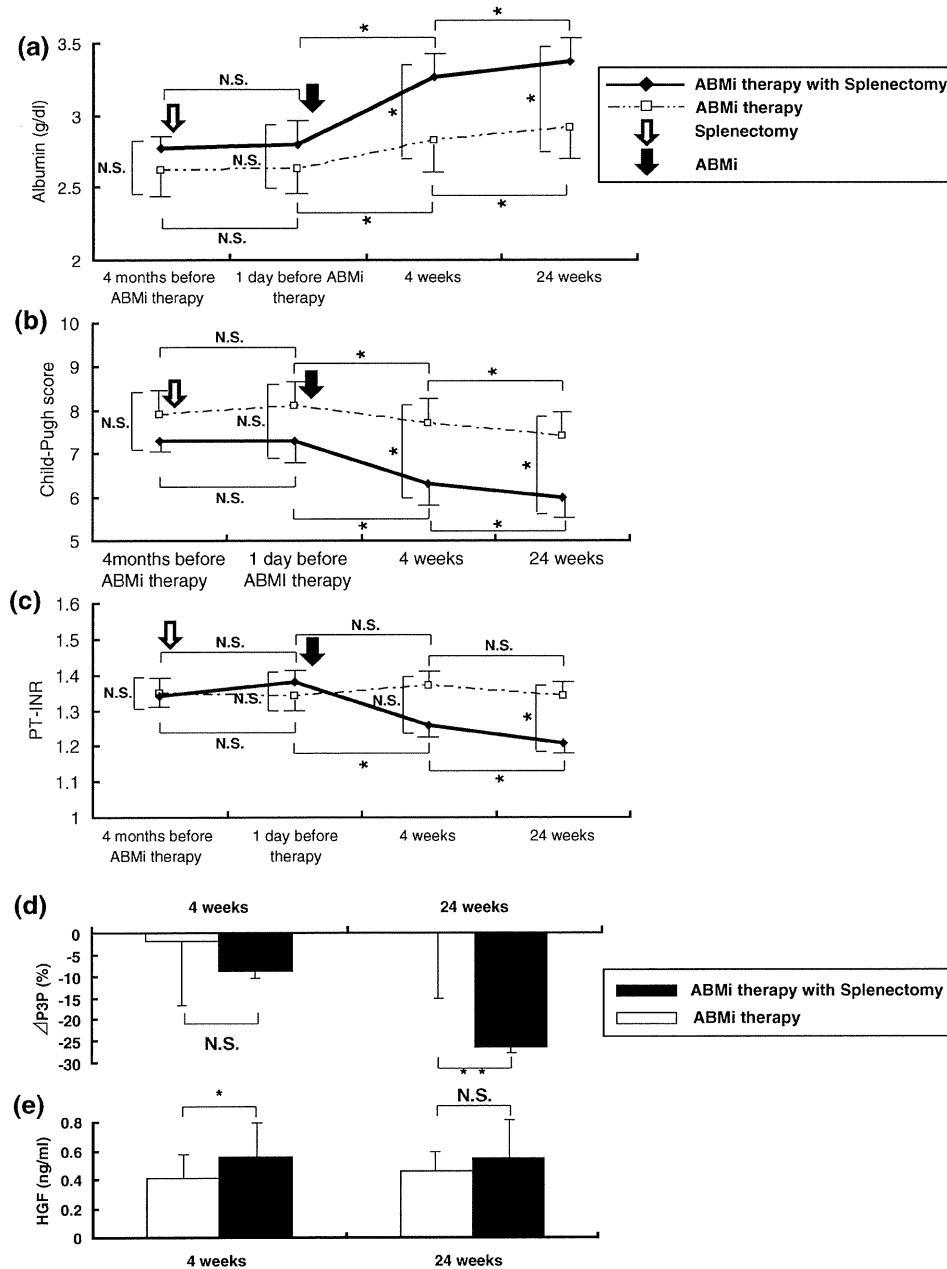 (a)
3.5
3
2.5
2
Albumin (g/dl)
N.S.
*
*
N.S.
N.S.
*
*
N.S.
*
*
4 months before
ABMi therapy
1 day before ABMi
therapy
4 weeks
24 weeks
ABMi therapy with Splenectomy
ABMi therapy
Splenectomy
ABMi
(b)
10
9
8
7
6
5
Child-Pugh score
N.S.
*
*
N.S.
N.S.
*
*
N.S.
*
*
4months before
ABMi therapy
1 day before
ABMI therapy
4 weeks
24 weeks
(c)
1.6
1.5
1.4
1.3
1.2
1.1
1
PT-INR
N.S.
N.S.
N.S.
N.S.
N.S.
N.S.
*
N.S.
*
*
4 months before
ABMi therapy
1 day before
therapy
4 weeks
24 weeks
(d)
4 weeks
24 weeks
0
-5
-10
-15
-20
-25
-30
⊿P3P (%)
N.S.
* *
ABMi therapy with Splenectomy
ABMi therapy
(e)
*
N.S.
0.8
0.6
0.4
0.2
0
HGF (ng/ml)
4 weeks
24 weeks